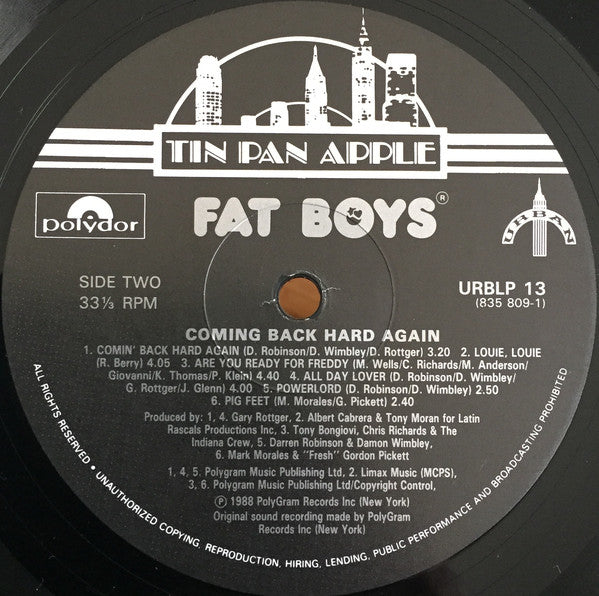 TIN PAN APPLE
polydor
FAT BOYS®
URBAN
SIDE TWO
33⅓ RPM
URBLP 13
(835 809-1)
COMING BACK HARD AGAIN
1. COMIN' BACK HARD AGAIN (D. Robinson/D. Wimbley/D. Rottger) 3.20 2. LOUIE, LOUIE
(R. Berry) 4.05 3. ARE YOU READY FOR FREDDY (M. Wells/C. Richards/M. Anderson/
Giovanni/K. Thomas/P. Klein) 4.40 4. ALL DAY LOVER (D. Robinson/D. Wimbley/
G. Rottger/J. Glenn) 4.00 5. POWERLORD (D. Robinson/D. Wimbley) 2.50
6. PIG FEET (M. Morales/G. Pickett) 2.40
Produced by: 1, 4. Gary Rottger, 2. Albert Cabrera & Tony Moran for Latin
Rascals Productions Inc, 3. Tony Bongiovi, Chris Richards & The
Indiana Crew, 5. Darren Robinson & Damon Wimbley,
6. Mark Morales & "Fresh" Gordon Pickett
1, 4, 5. Polygram Music Publishing Ltd, 2. Limax Music (MCPS),
3, 6. Polygram Music Publishing Ltd/Copyright Control,
Ⓟ 1988 PolyGram Records Inc (New York)
Original sound recording made by PolyGram
Records Inc (New York)
ALL RIGHTS RESERVED • UNAUTHORIZED COPYING, REPRODUCTION, HIRING, LENDING, PUBLIC PERFORMANCE AND BROADCASTING PROHIBITED